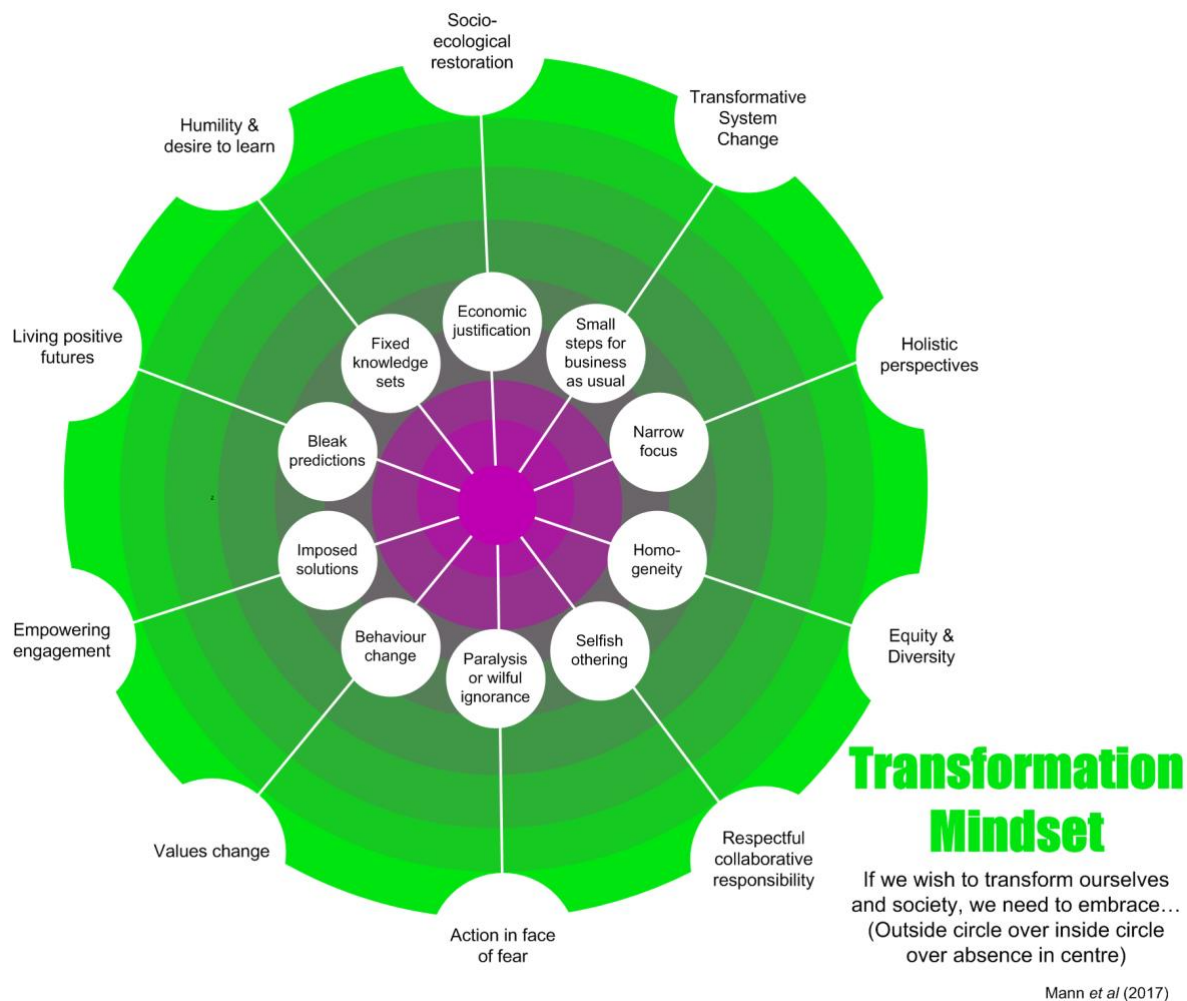 Socio-
ecological
restoration
Transformative
System
Change
Humility &
desire to learn
Living positive
futures
Holistic
perspectives
Economic
justification
Small
steps for
business
as usual
Fixed
knowledge
sets
Narrow
focus
Bleak
predictions
z
Imposed
solutions
Homo-
geneity
Behaviour
change
Paralysis
or wilful
ignorance
Selfish
othering
Empowering
engagement
Equity &
Diversity
Values change
Respectful
collaborative
responsibility
Action in face
of fear
Transformation
Mindset
If we wish to transform ourselves
and society, we need to embrace…
(Outside circle over inside circle
over absence in centre)
Mann et al (2017)